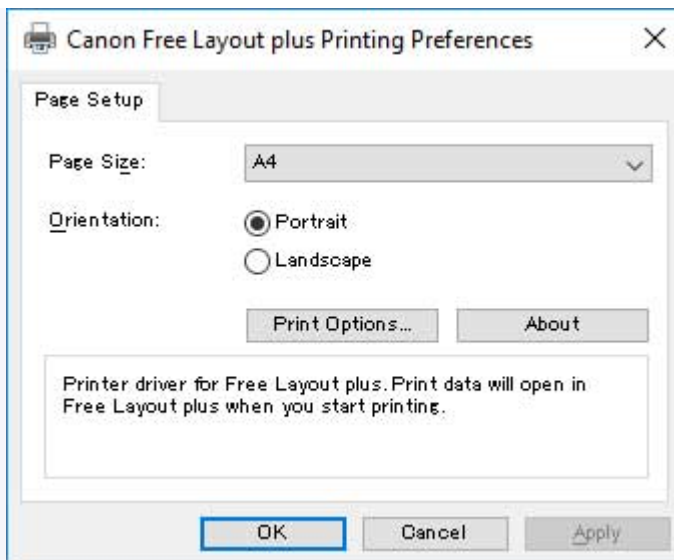 Canon Free Layout plus Printing Preferences
Page Setup
Page Size: A4
Orientation: Portrait
Landscape
Print Options... About
Printer driver for Free Layout plus. Print data will open in
Free Layout plus when you start printing.
OK Cancel Apply